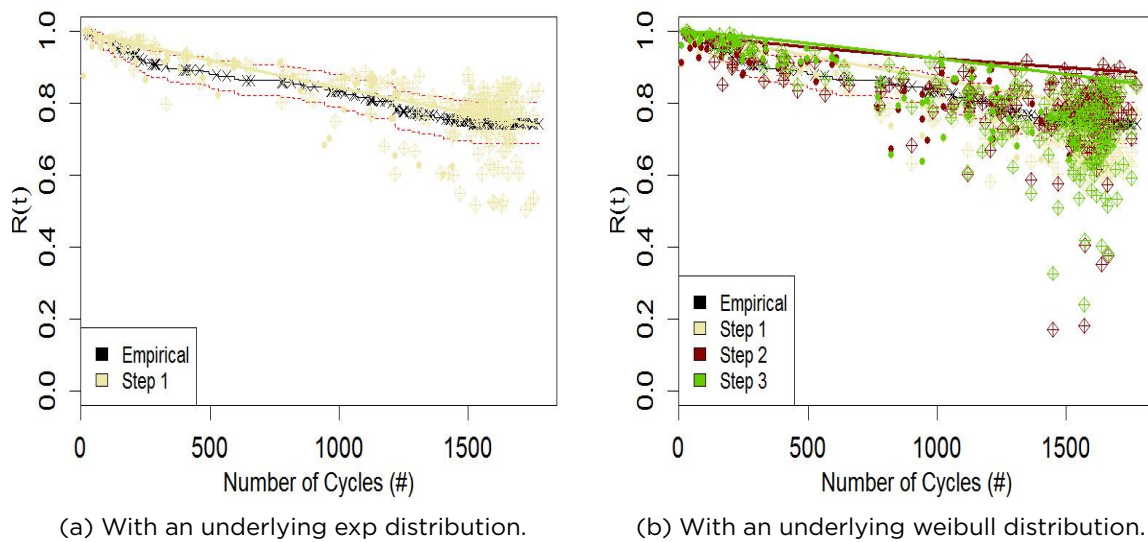 1.0
0.8
0.6
0.4
0.2
0.0
R(t)
Empirical
Step 1
0 500 1000 1500
Number of Cycles (#)
(a) With an underlying exp distribution.
1.0
0.8
0.6
0.4
0.2
0.0
R(t)
Empirical
Step 1
Step 2
Step 3
0 500 1000 1500
Number of Cycles (#)
(b) With an underlying weibull distribution.